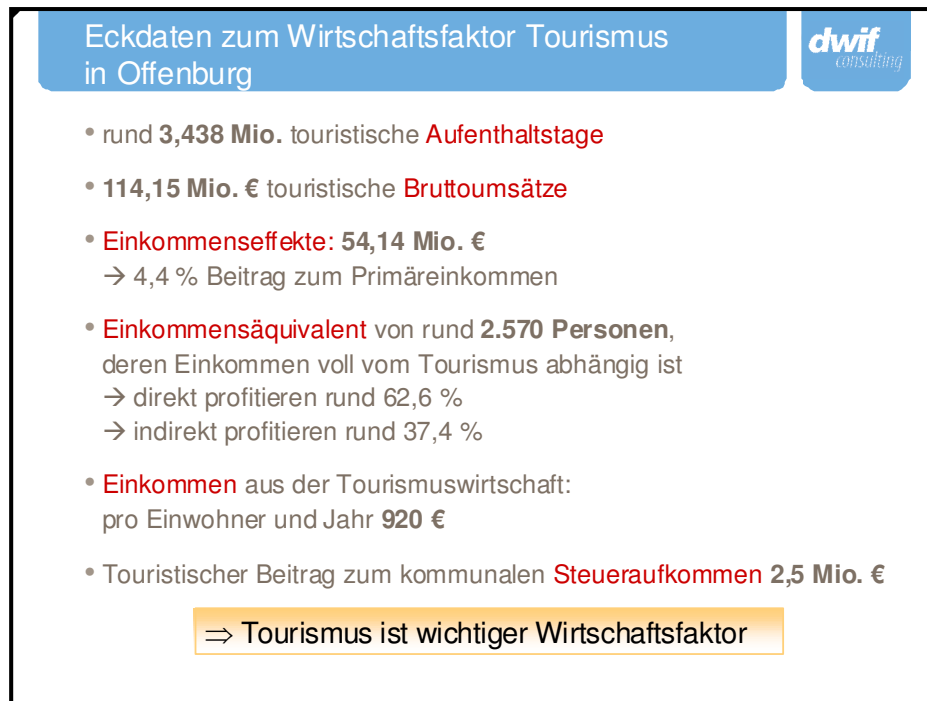 Eckdaten zum Wirtschaftsfaktor Tourismus
in Offenburg
dwif
consulting
• rund 3,438 Mio. touristische Aufenthaltstage
• 114,15 Mio. € touristische Bruttoumsätze
• Einkommenseffekte: 54,14 Mio. €
→ 4,4 % Beitrag zum Primäreinkommen
• Einkommensäquivalent von rund 2.570 Personen,
deren Einkommen voll vom Tourismus abhängig ist
→ direkt profitieren rund 62,6 %
→ indirekt profitieren rund 37,4 %
• Einkommen aus der Tourismuswirtschaft:
pro Einwohner und Jahr 920 €
• Touristischer Beitrag zum kommunalen Steueraufkommen 2,5 Mio. €
⇒ Tourismus ist wichtiger Wirtschaftsfaktor